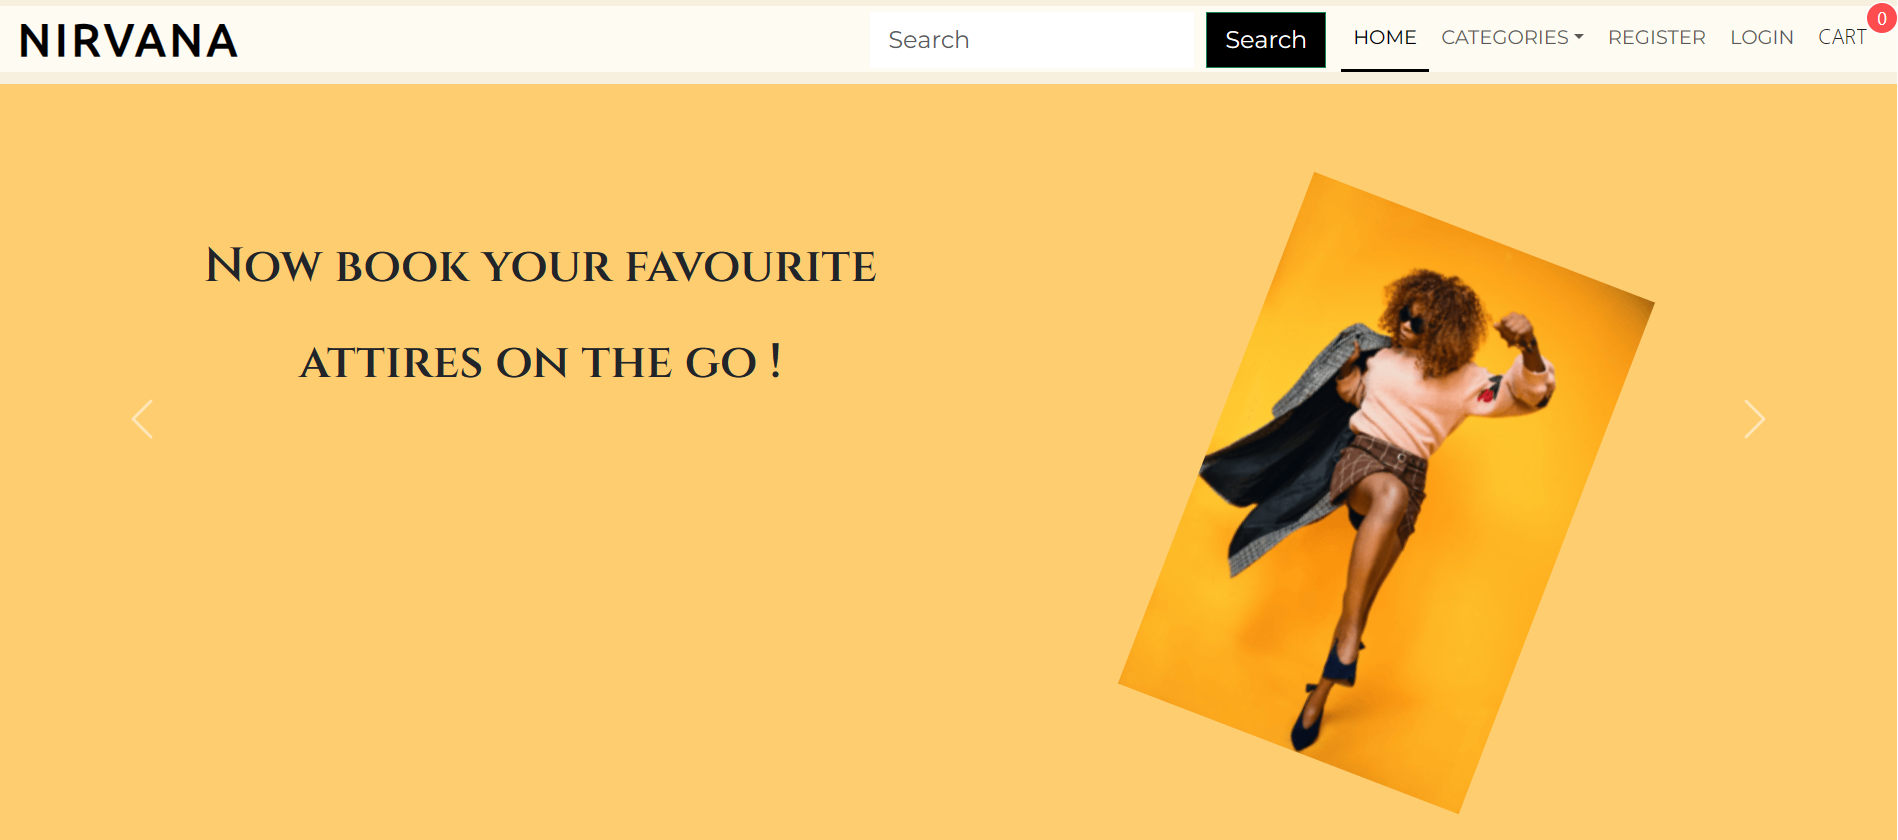 NIRVANA
Search
Search
HOME
CATEGORIES
REGISTER
LOGIN
CART
0
Now book your favourite
attires on the go !